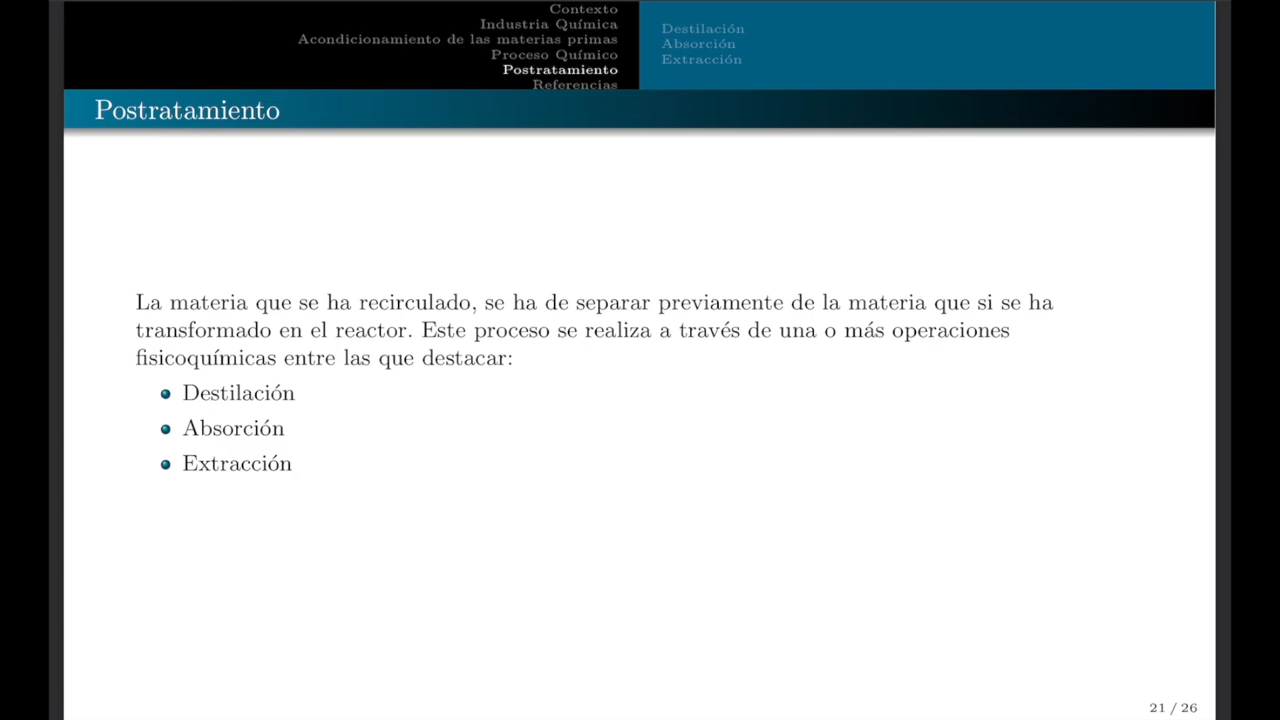 Contexto
Industria Química
Acondicionamiento de las materias primas
Proceso Químico
Postratamiento
Referencias
Destilación
Absorción
Extracción
Postratamiento
La materia que se ha recirculado, se ha de separar previamente de la materia que si se ha
transformado en el reactor. Este proceso se realiza a través de una o más operaciones
fisicoquímicas entre las que destacar:
Destilación
Absorción
Extracción
21 / 26